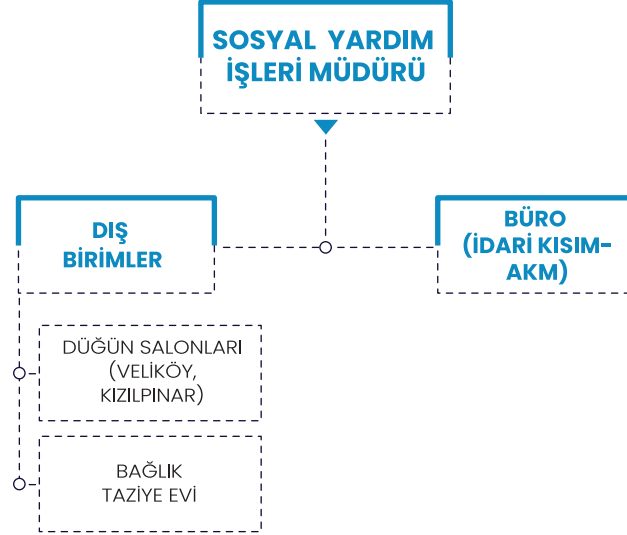 SOSYAL YARDIM
İŞLERİ MÜDÜRÜ
DIŞ
BİRİMLER
BÜRO
(İDARİ KISIM-
AKM)
DÜĞÜN SALONLARI
(VELİKÖY,
KIZILPINAR)
BAĞLIK
TAZİYE EVİ